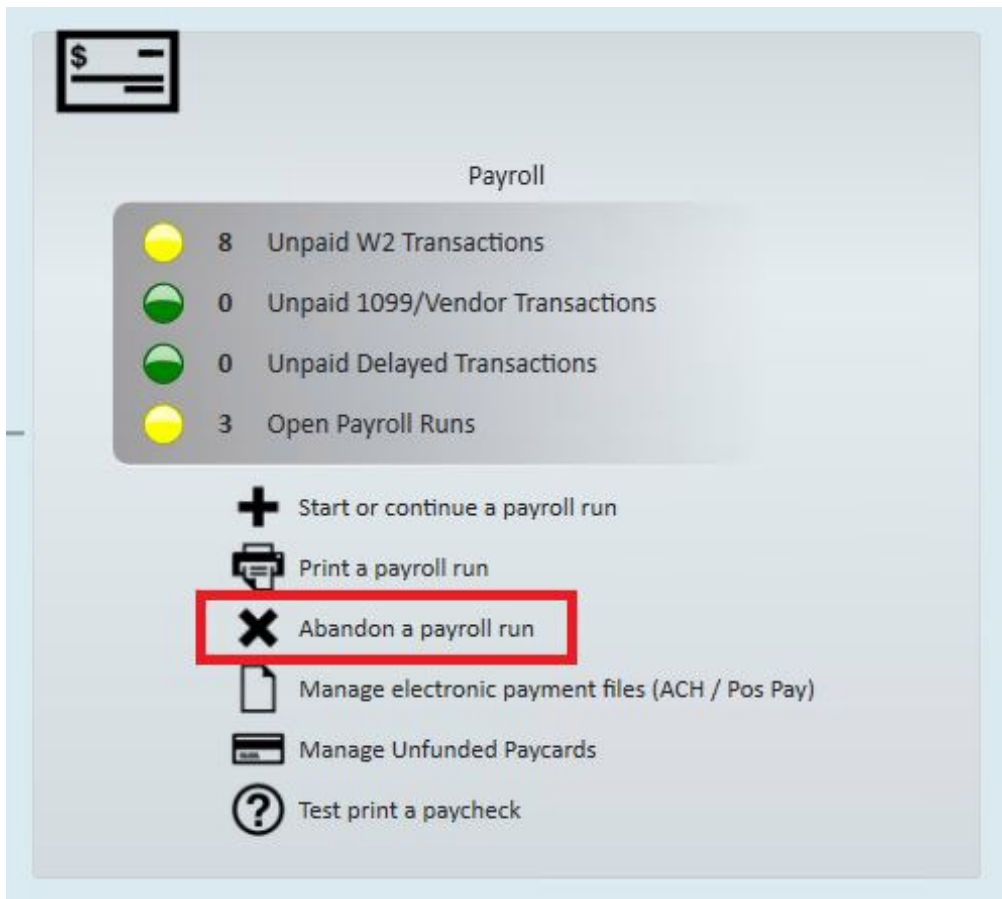 $
Payroll
8 Unpaid W2 Transactions
0 Unpaid 1099/Vendor Transactions
0 Unpaid Delayed Transactions
3 Open Payroll Runs
Start or continue a payroll run
Print a payroll run
Abandon a payroll run
Manage electronic payment files (ACH / Pos Pay)
Manage Unfunded Paycards
? Test print a paycheck